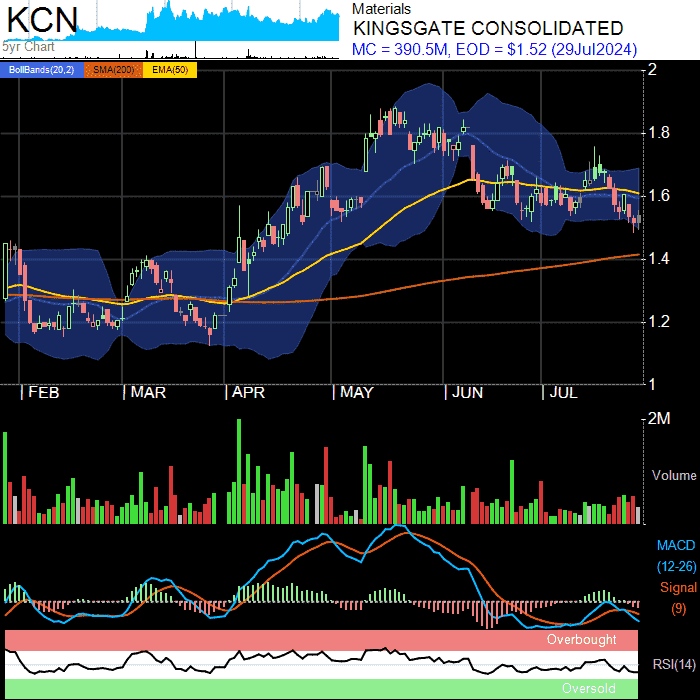 KCN
5yr Chart
Materials
KINGSGATE CONSOLIDATED
MC = 390.5M, EOD = $1.52 (29Jul2024)
BollBands(20,2) SMA(200) EMA(50)
2
1.8
1.6
1.4
1.2
1
| FEB | MAR | APR | MAY | JUN | JUL
2M
Volume
MACD
(12-26)
Signal
(9)
Overbought
RSI(14)
Oversold